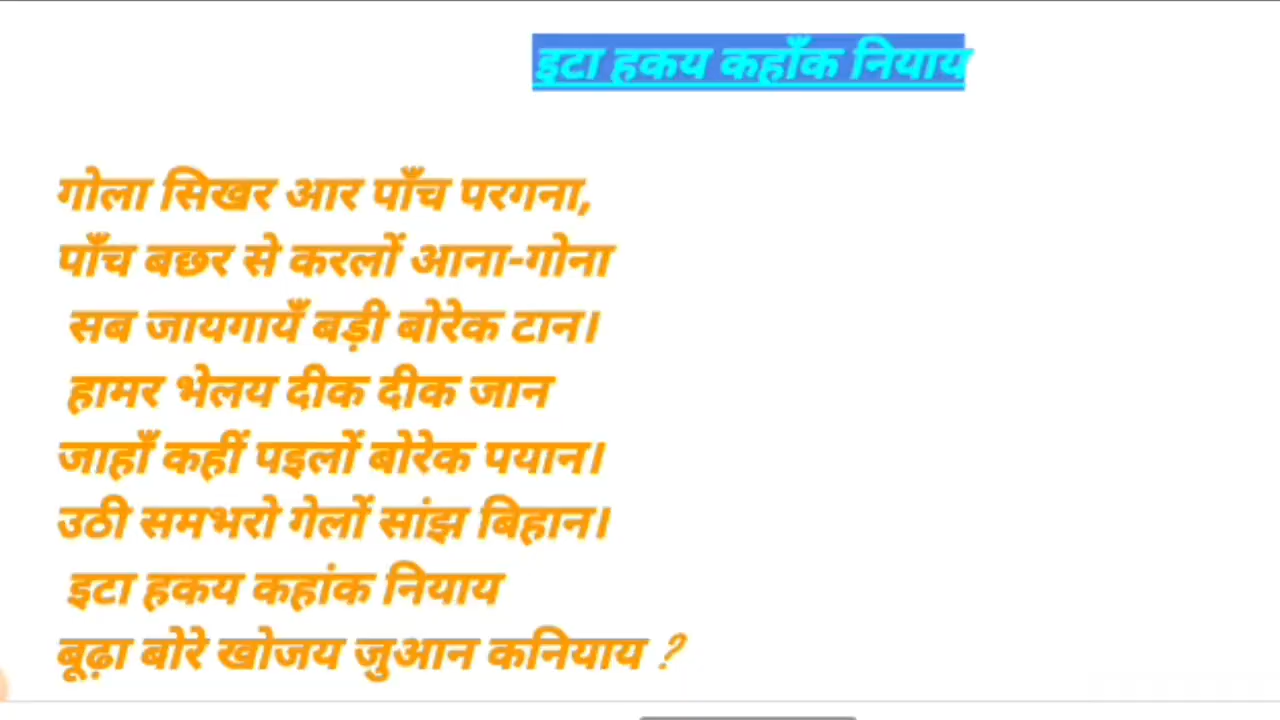 इटा हकय कहाँक नियाय
गोला सिखर आर पाँच परगना,
पाँच बछर से करलों आना-गोना
सब जायगायँ बड़ी बोरेक टान।
हामर भेलय दीक दीक जान
जाहाँ कहीं पइलों बोरेक पयान।
उठी समभरो गेलों सांझ बिहान।
इटा हकय कहांक नियाय
बूढ़ा बोरे खोजय जुआन कनियाय ?